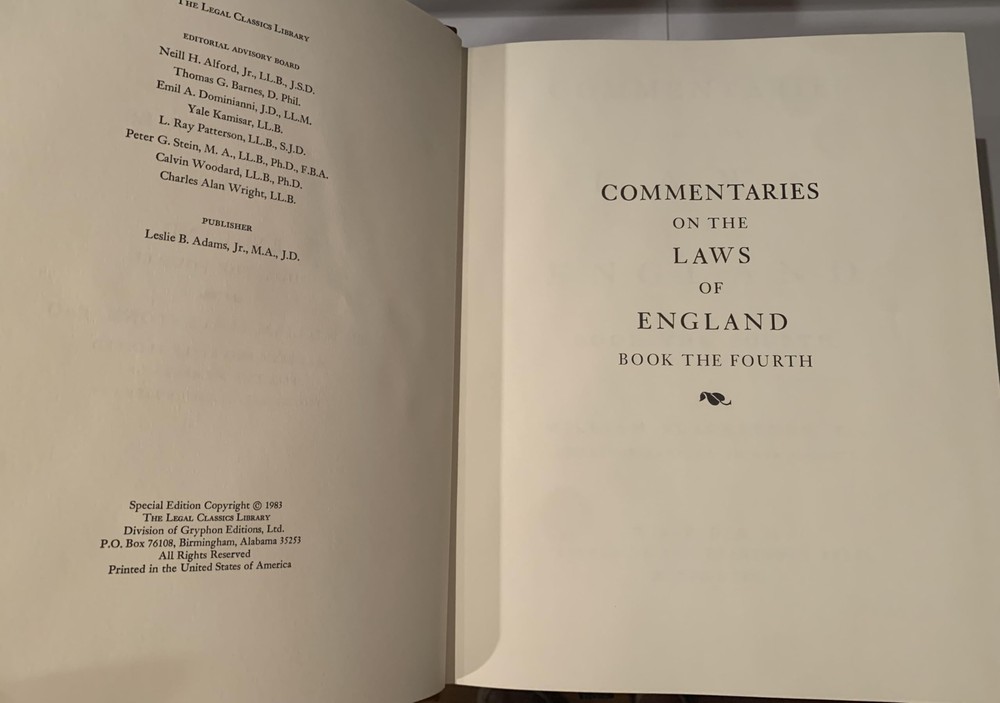 THE LEGAL CLASSICS LIBRARY
EDITORIAL ADVISORY BOARD
Neill H. Alford, Jr., LL.B., J.S.D.
Thomas G. Barnes, D. Phil.
Emil A. Dominianni, J.D., LL.M.
Yale Kamisar, LL.B.
L. Ray Patterson, LL.B., S.J.D.
Peter G. Stein, M. A., LL.B., Ph.D., F.B.A.
Calvin Woodard, LL.B., Ph.D.
Charles Alan Wright, LL.B.
PUBLISHER
Leslie B. Adams, Jr., M.A., J.D.
Special Edition Copyright © 1983
THE LEGAL CLASSICS LIBRARY
Division of Gryphon Editions, Ltd.
P.O. Box 76108, Birmingham, Alabama 35253
All Rights Reserved
Printed in the United States of America
COMMENTARIES
ON THE
LAWS
OF
ENGLAND
BOOK THE FOURTH